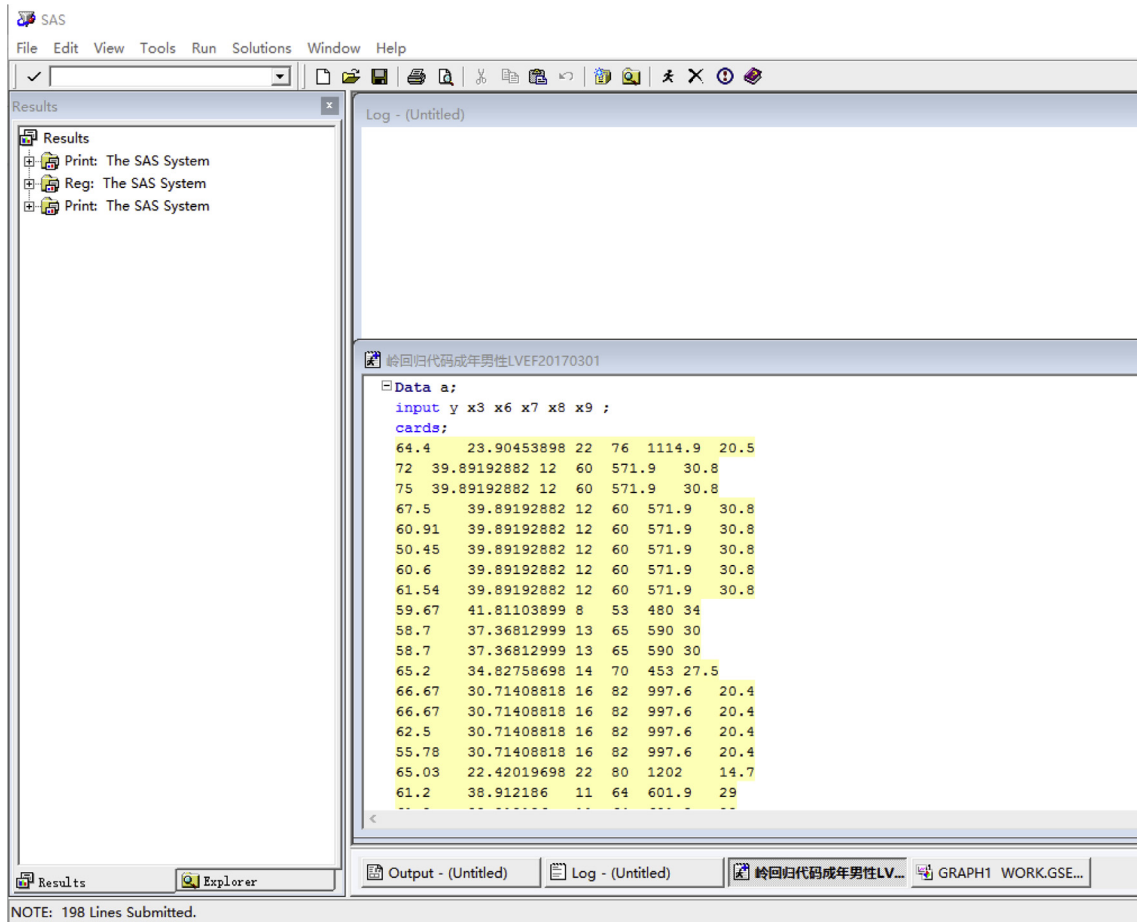 SAS
File Edit View Tools Run Solutions Window Help
Results
Results
Print: The SAS System
Reg: The SAS System
Print: The SAS System
Log - (Untitled)
岭回归代码成年男性LVEF20170301
Data a;
input y x3 x6 x7 x8 x9 ;
cards;
64.4 23.90453898 22 76 1114.9 20.5
72 39.89192882 12 60 571.9 30.8
75 39.89192882 12 60 571.9 30.8
67.5 39.89192882 12 60 571.9 30.8
60.91 39.89192882 12 60 571.9 30.8
50.45 39.89192882 12 60 571.9 30.8
60.6 39.89192882 12 60 571.9 30.8
61.54 39.89192882 12 60 571.9 30.8
59.67 41.81103899 8 53 480 34
58.7 37.36812999 13 65 590 30
58.7 37.36812999 13 65 590 30
65.2 34.82758698 14 70 453 27.5
66.67 30.71408818 16 82 997.6 20.4
66.67 30.71408818 16 82 997.6 20.4
62.5 30.71408818 16 82 997.6 20.4
55.78 30.71408818 16 82 997.6 20.4
65.03 22.42019698 22 80 1202 14.7
61.2 38.912186 11 64 601.9 29
Results
Explorer
Output - (Untitled)
Log - (Untitled)
岭回归代码成年男性LV...
GRAPH1 WORK.GSE...
NOTE: 198 Lines Submitted.